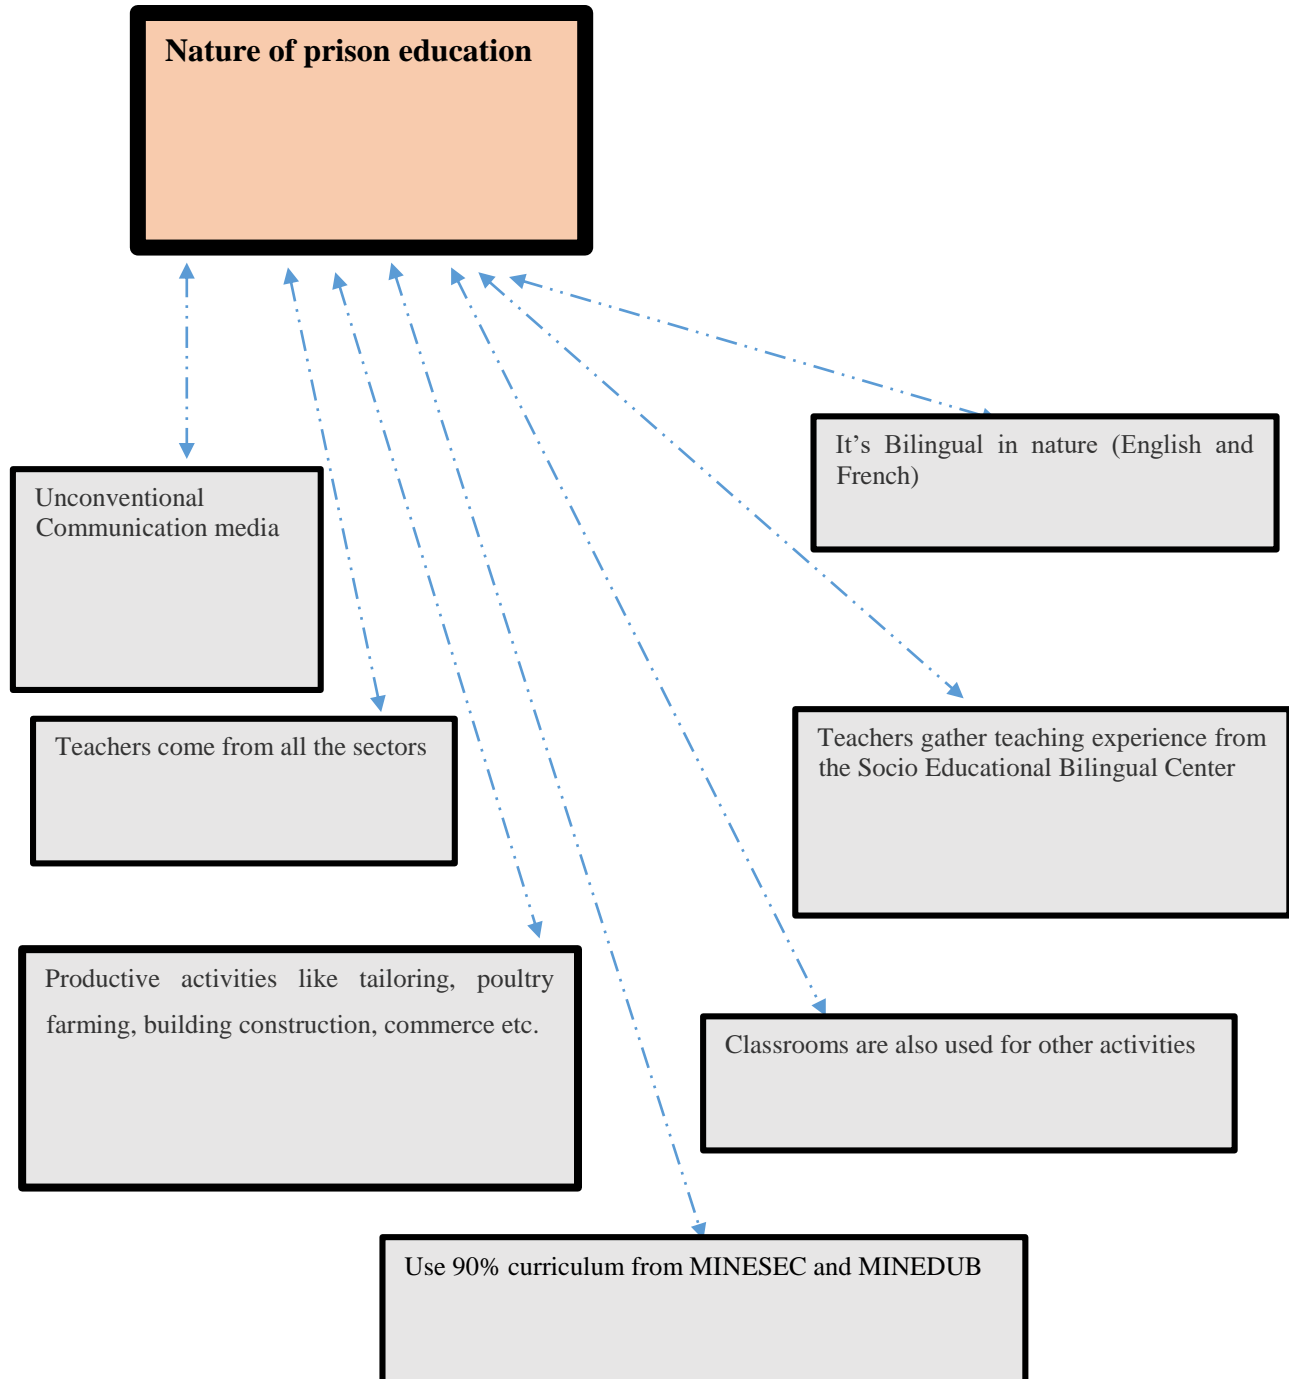 Nature of prison education
It’s Bilingual in nature (English and
French)
Unconventional
Communication media
Teachers come from all the sectors
Teachers gather teaching experience from
the Socio Educational Bilingual Center
Productive activities like tailoring, poultry
farming, building construction, commerce etc.
Classrooms are also used for other activities
Use 90% curriculum from MINESEC and MINEDUB